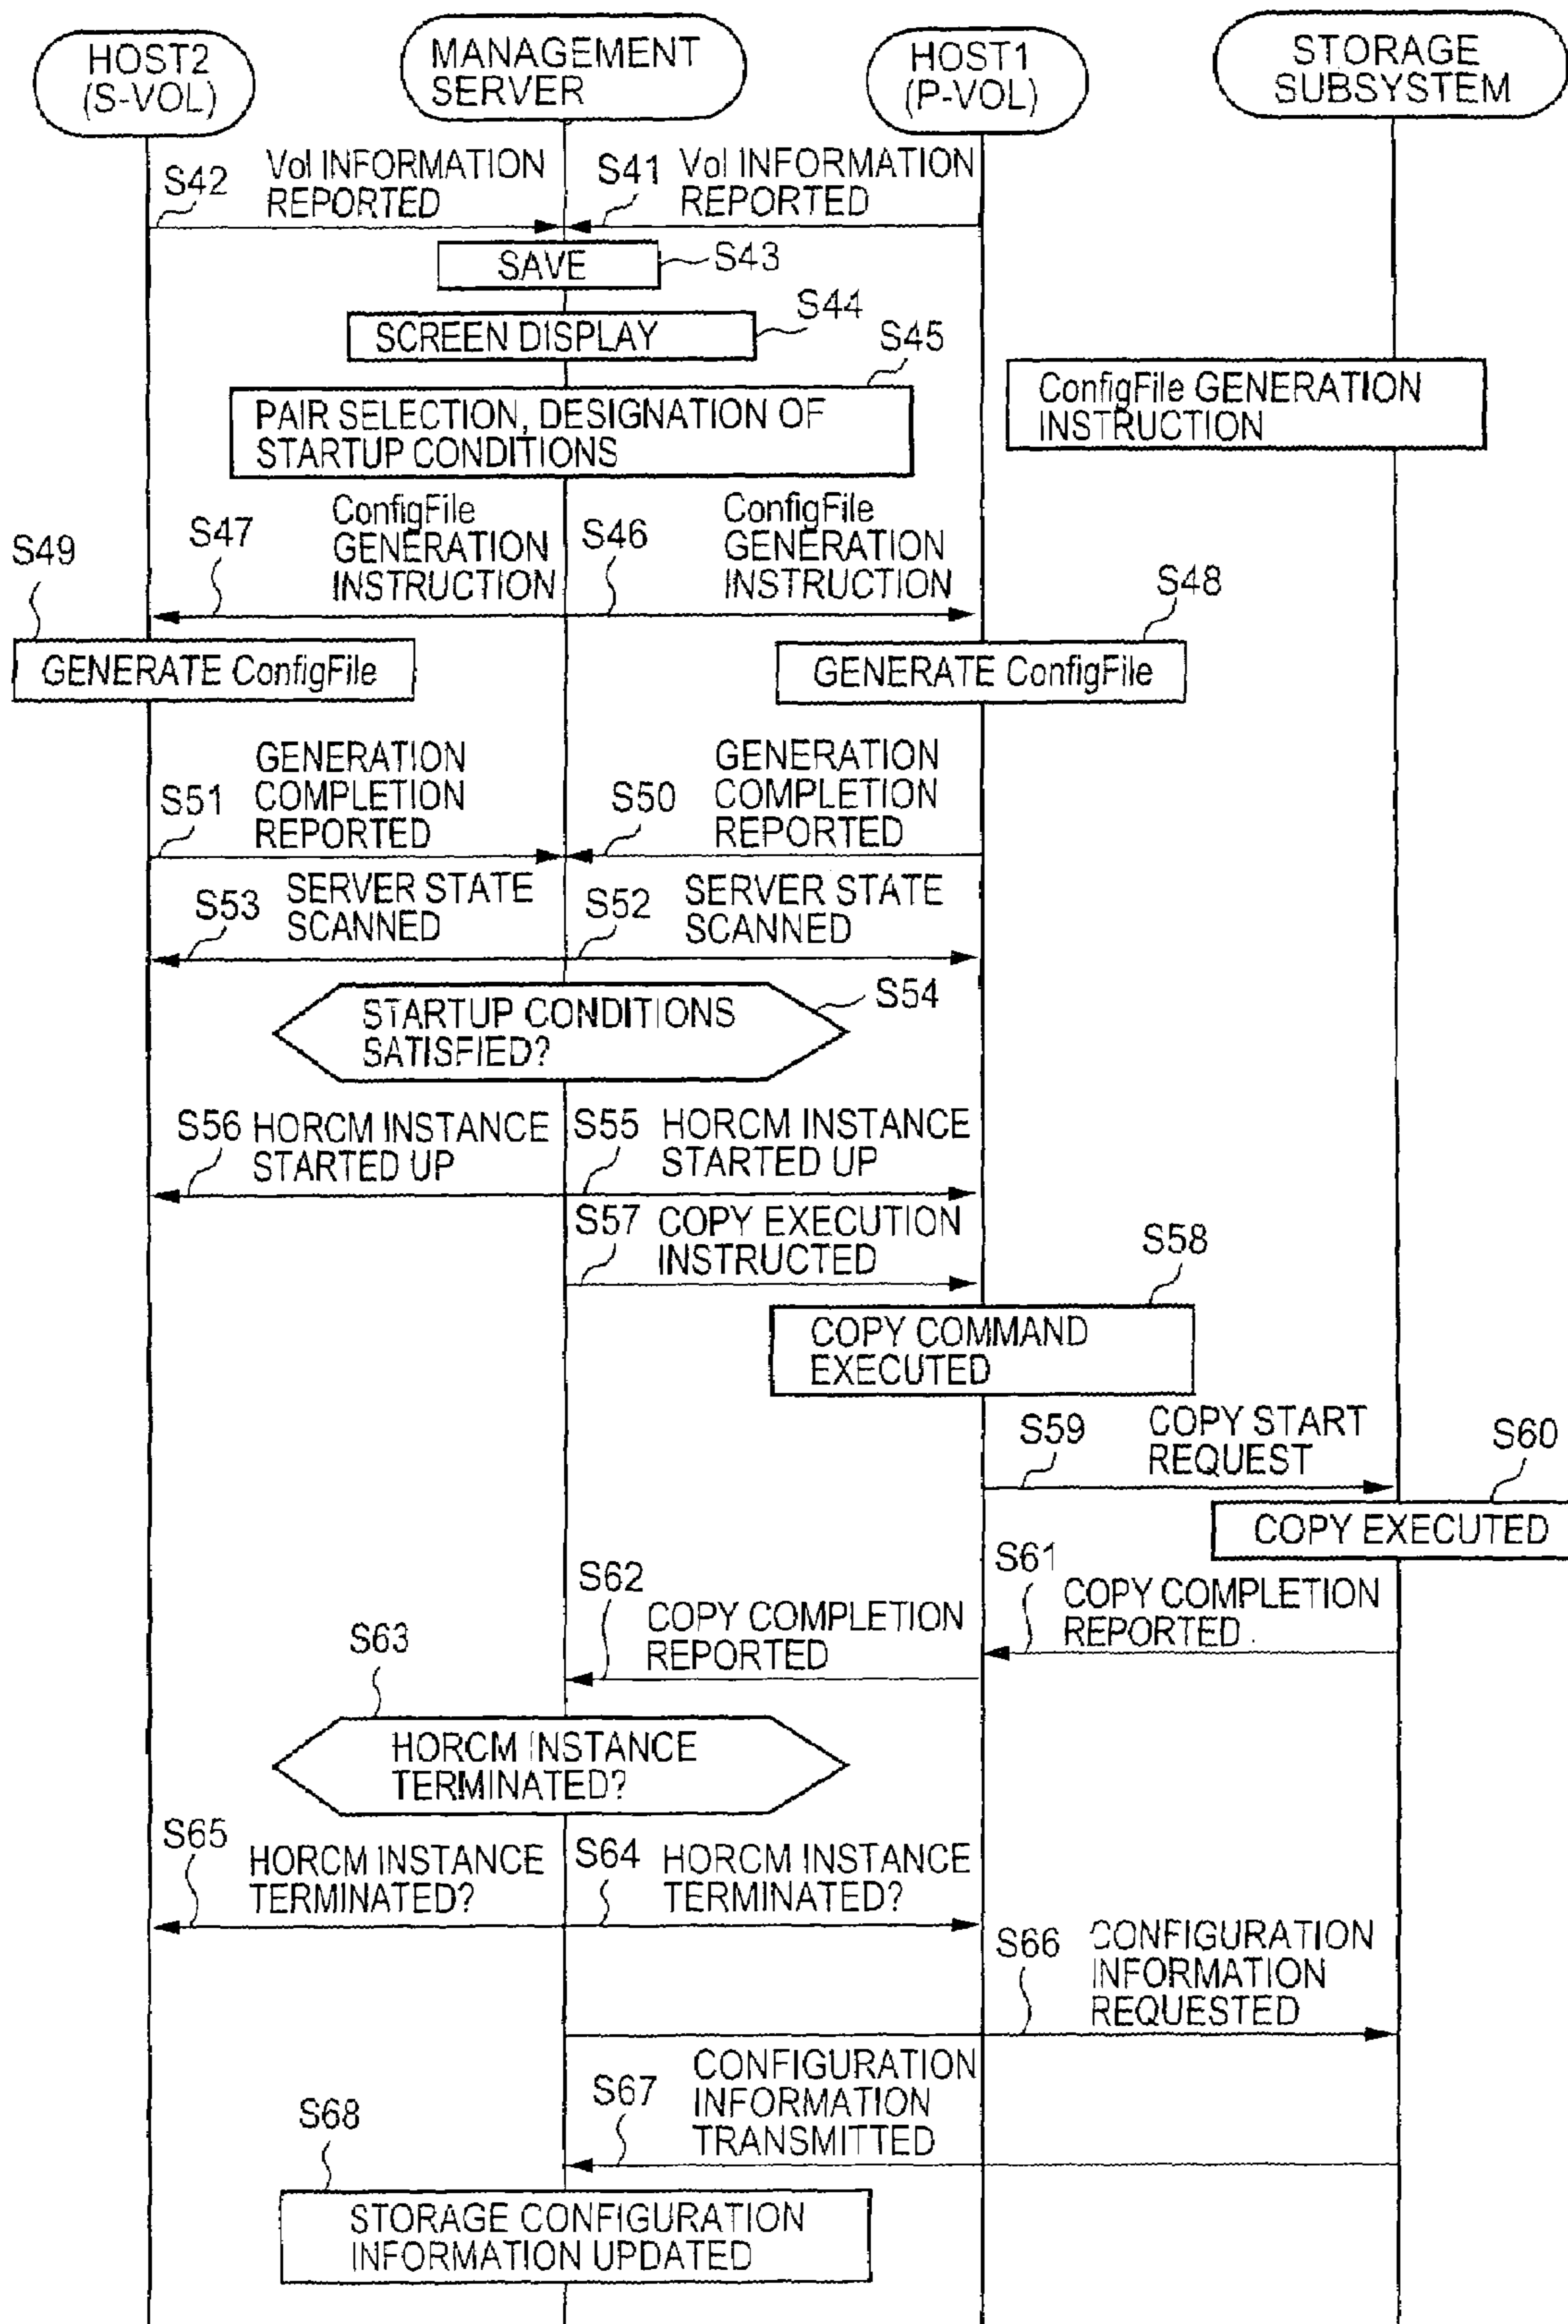 HOST2
(S-VOL)
MANAGEMENT
SERVER
HOST1
(P-VOL)
STORAGE
SUBSYSTEM
S42
Vol INFORMATION
REPORTED
S41
Vol INFORMATION
REPORTED
SAVE
S43
SCREEN DISPLAY
S44
S45
PAIR SELECTION, DESIGNATION OF
STARTUP CONDITIONS
ConfigFile GENERATION
INSTRUCTION
S49
S47
ConfigFile
GENERATION
INSTRUCTION
S46
ConfigFile
GENERATION
INSTRUCTION
S48
GENERATE ConfigFile
GENERATE ConfigFile
S51
GENERATION
COMPLETION
REPORTED
S50
GENERATION
COMPLETION
REPORTED
S53
SERVER STATE
SCANNED
S52
SERVER STATE
SCANNED
STARTUP CONDITIONS
SATISFIED?
S54
S56
HORCM INSTANCE
STARTED UP
S55
HORCM INSTANCE
STARTED UP
S57
COPY EXECUTION
INSTRUCTED
S58
COPY COMMAND
EXECUTED
S59
COPY START
REQUEST
S60
COPY EXECUTED
S61
COPY COMPLETION
REPORTED
S62
COPY COMPLETION
REPORTED
S63
HORCM INSTANCE
TERMINATED?
S65
HORCM INSTANCE
TERMINATED?
S64
HORCM INSTANCE
TERMINATED?
S66
CONFIGURATION
INFORMATION
REQUESTED
S67
CONFIGURATION
INFORMATION
TRANSMITTED
S68
STORAGE CONFIGURATION
INFORMATION UPDATED